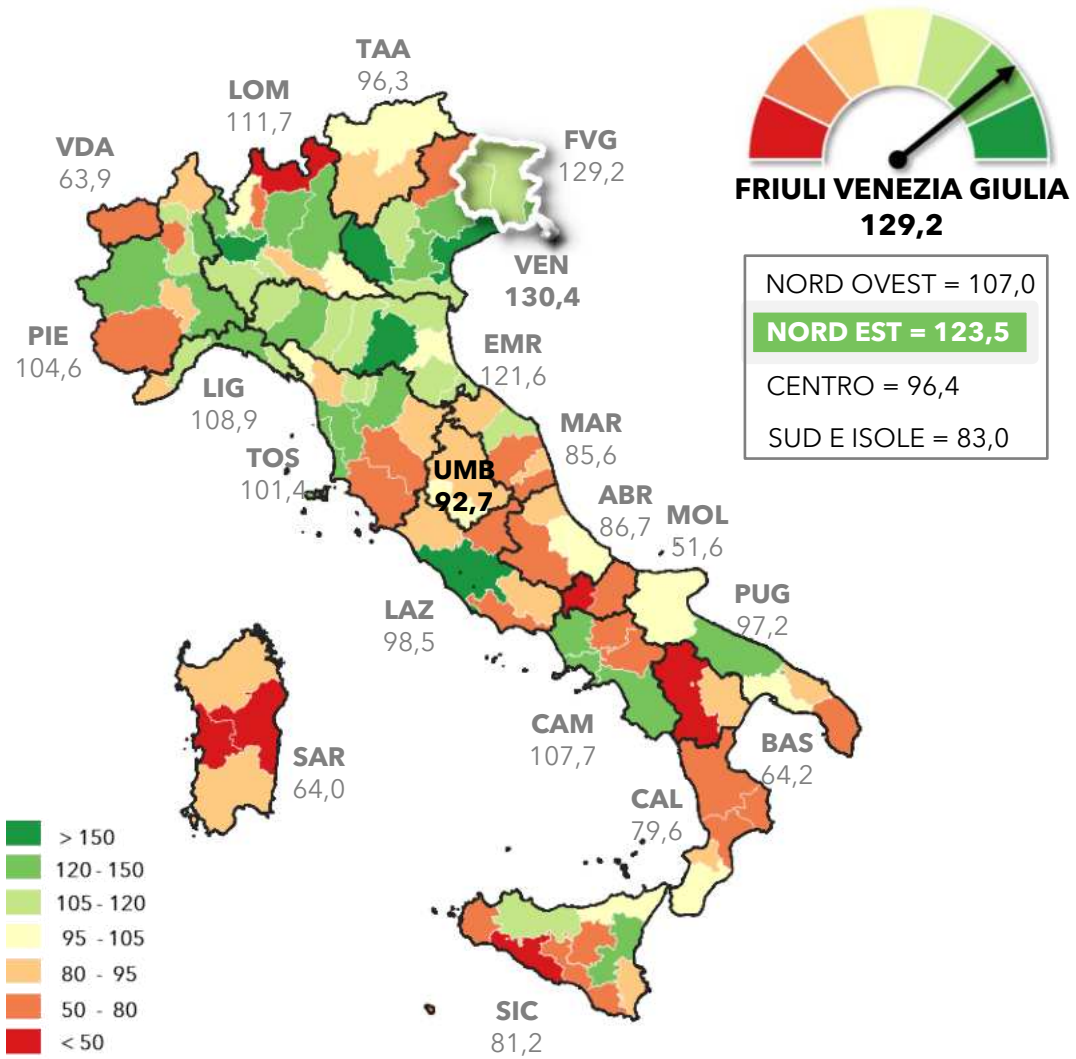 TAA
96,3
LOM
111,7
VDA
63,9
FVG
129,2
FRIULI VENEZIA GIULIA
129,2
VEN
130,4
NORD OVEST = 107,0
NORD EST = 123,5
CENTRO = 96,4
SUD E ISOLE = 83,0
PIE
104,6
EMR
121,6
LIG
108,9
MAR
85,6
TOS
101,4
UMB
92,7
ABR
86,7
MOL
51,6
PUG
97,2
LAZ
98,5
CAM
107,7
BAS
64,2
SAR
64,0
CAL
79,6
SIC
81,2
> 150
120 - 150
105 - 120
95 - 105
80 - 95
50 - 80
< 50